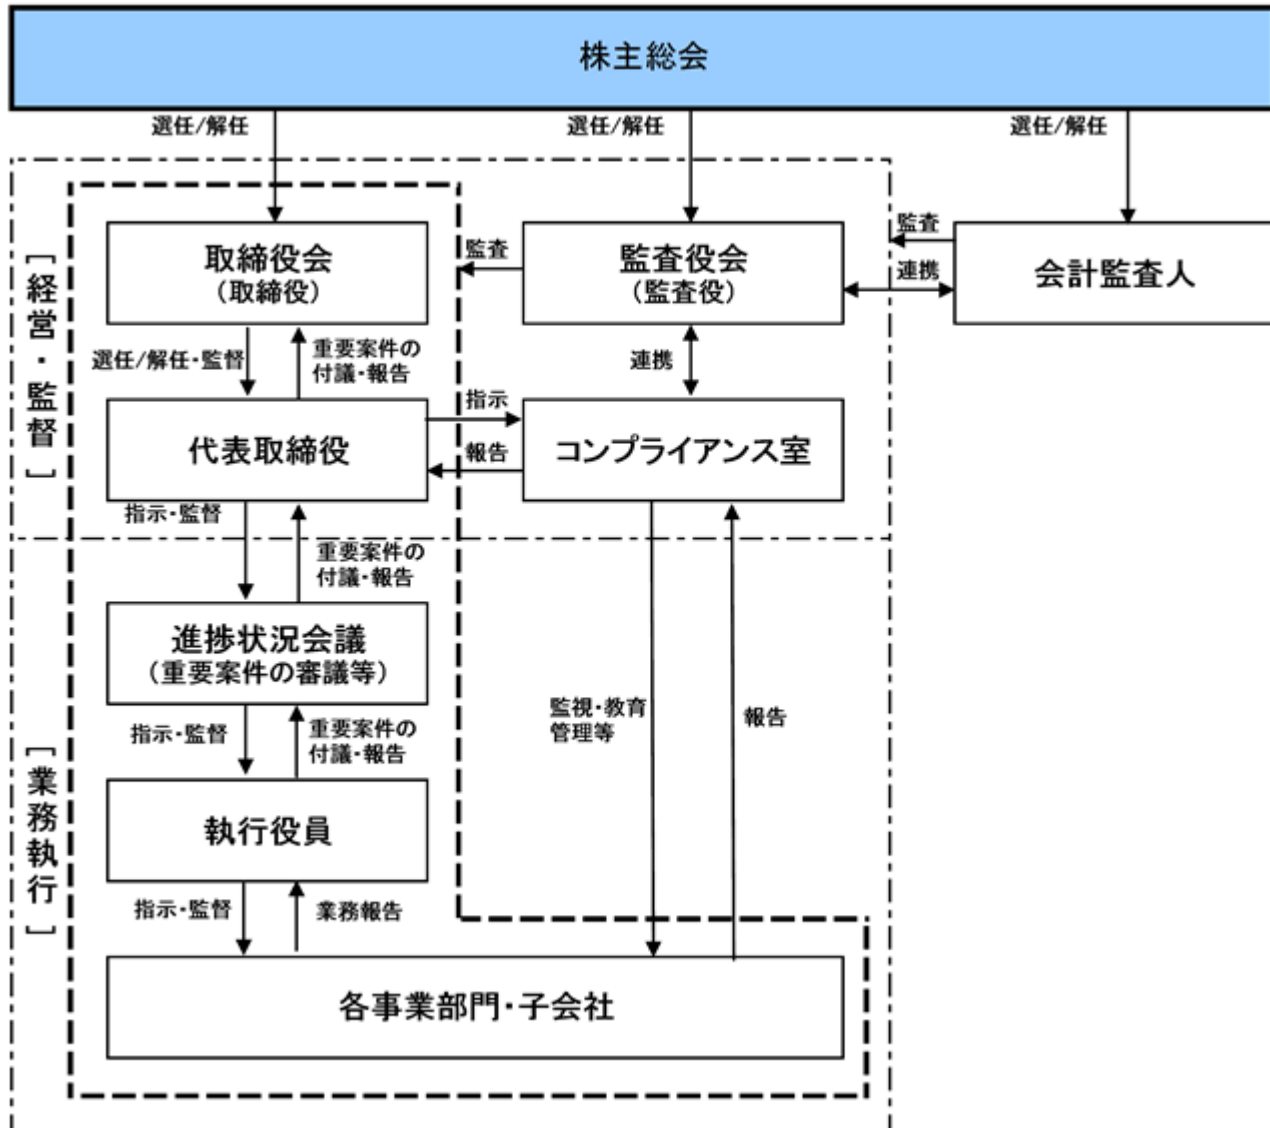 株主総会
選任/解任
選任/解任
選任/解任
［経営・監督］
取締役会
（取締役）
監査
監査役会
（監査役）
監査
連携
会計監査人
選任/解任・監督
重要案件の
付議・報告
連携
代表取締役
指示
報告
コンプライアンス室
指示・監督
重要案件の
付議・報告
［業務執行］
進捗状況会議
（重要案件の審議等）
監視・教育
管理等
報告
指示・監督
重要案件の
付議・報告
執行役員
指示・監督
業務報告
各事業部門・子会社